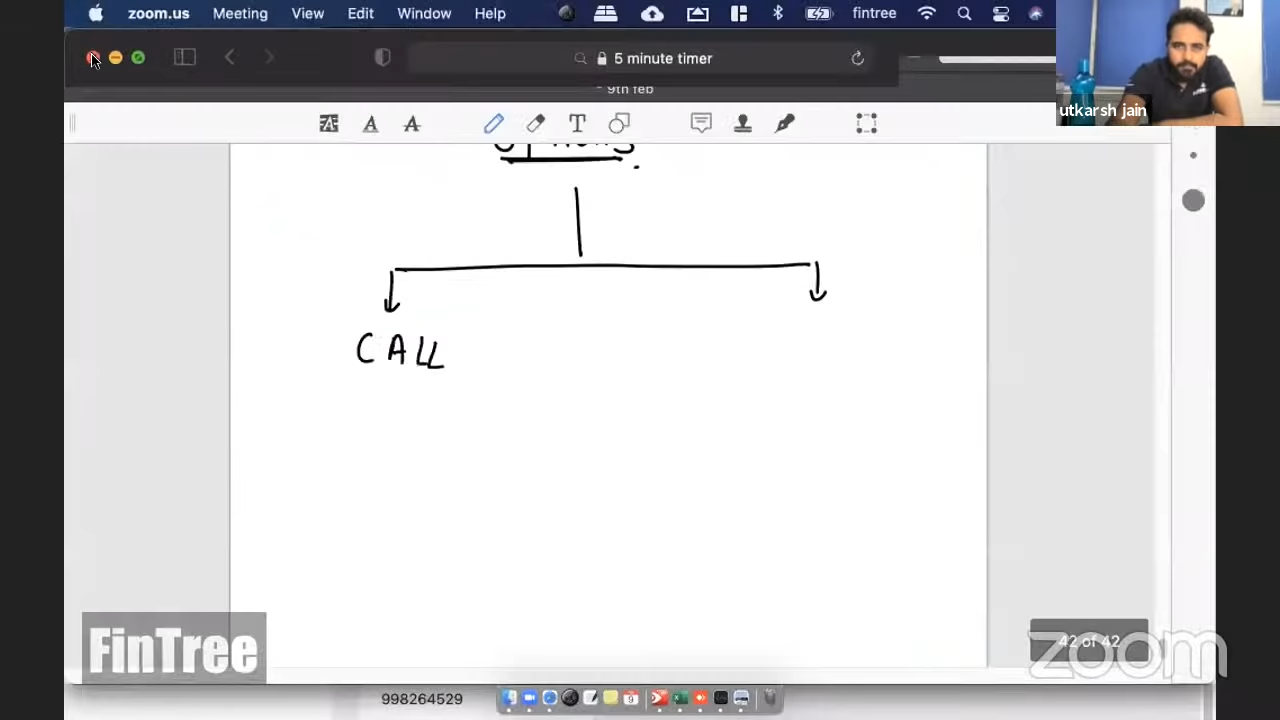 zoom.us Meeting View Edit Window Help fintree
5 minute timer
9th feb
utkarsh jain
CALL
FinTree
42 of 42
zoom
998264529